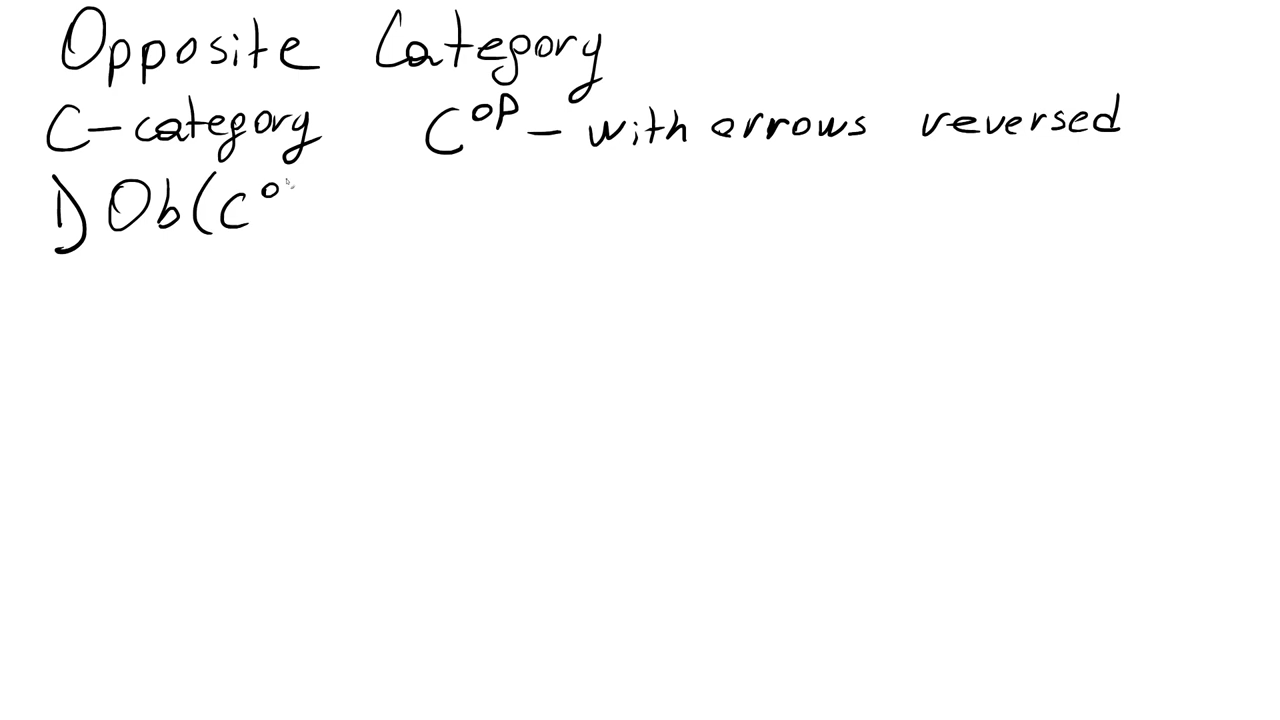 Opposite Category
C-category C^op - with arrows reversed
1) Ob(C^o